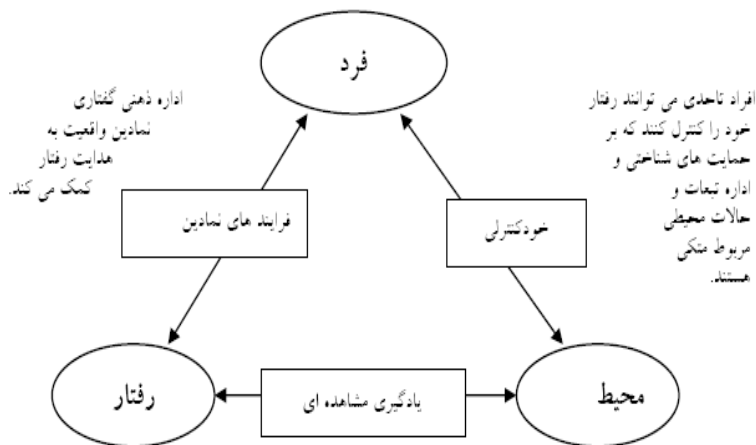 فرد
افراد تاحدی می توانند رفتار
خود را کنترل کنند که بر
حمایت های شناختی و
اداره تبعات و
حالات محیطی
مربوط متکی
هستند.
اداره ذهنی گفتاری
نمادین واقعیت به
هدایت رفتار
کمک می کند.
خودکنترلی
فرایند های نمادین
محیط
یادگیری مشاهده ای
رفتار